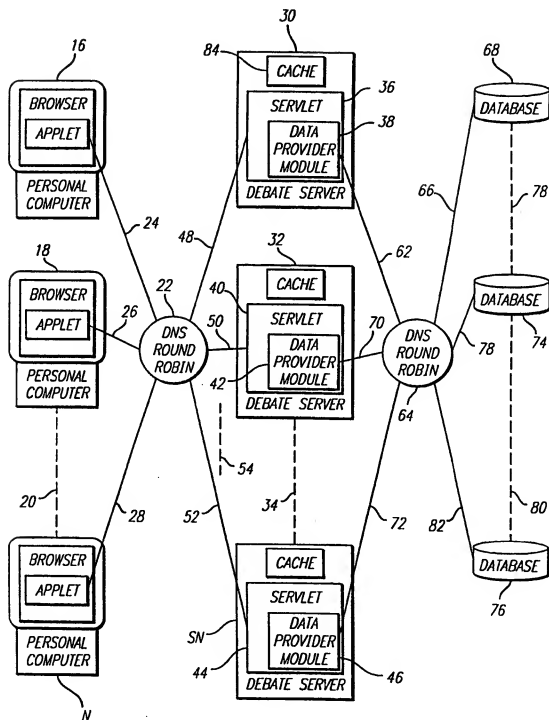 30
16
84
CACHE
68
BROWSER
APPLET
SERVLET
36
DATA
PROVIDER
MODULE
38
DATABASE
PERSONAL
COMPUTER
DEBATE SERVER
24
48
66
78
18
32
62
BROWSER
APPLET
22
40
CACHE
26
DNS
ROUND
ROBIN
50
SERVLET
DATA
PROVIDER
MODULE
70
DNS
ROUND
ROBIN
DATABASE
78
74
PERSONAL
COMPUTER
42
DEBATE SERVER
64
54
20
28
52
34
72
82
80
BROWSER
APPLET
CACHE
DATABASE
SERVLET
76
PERSONAL
COMPUTER
SN
DATA
PROVIDER
MODULE
44
DEBATE SERVER
46
N